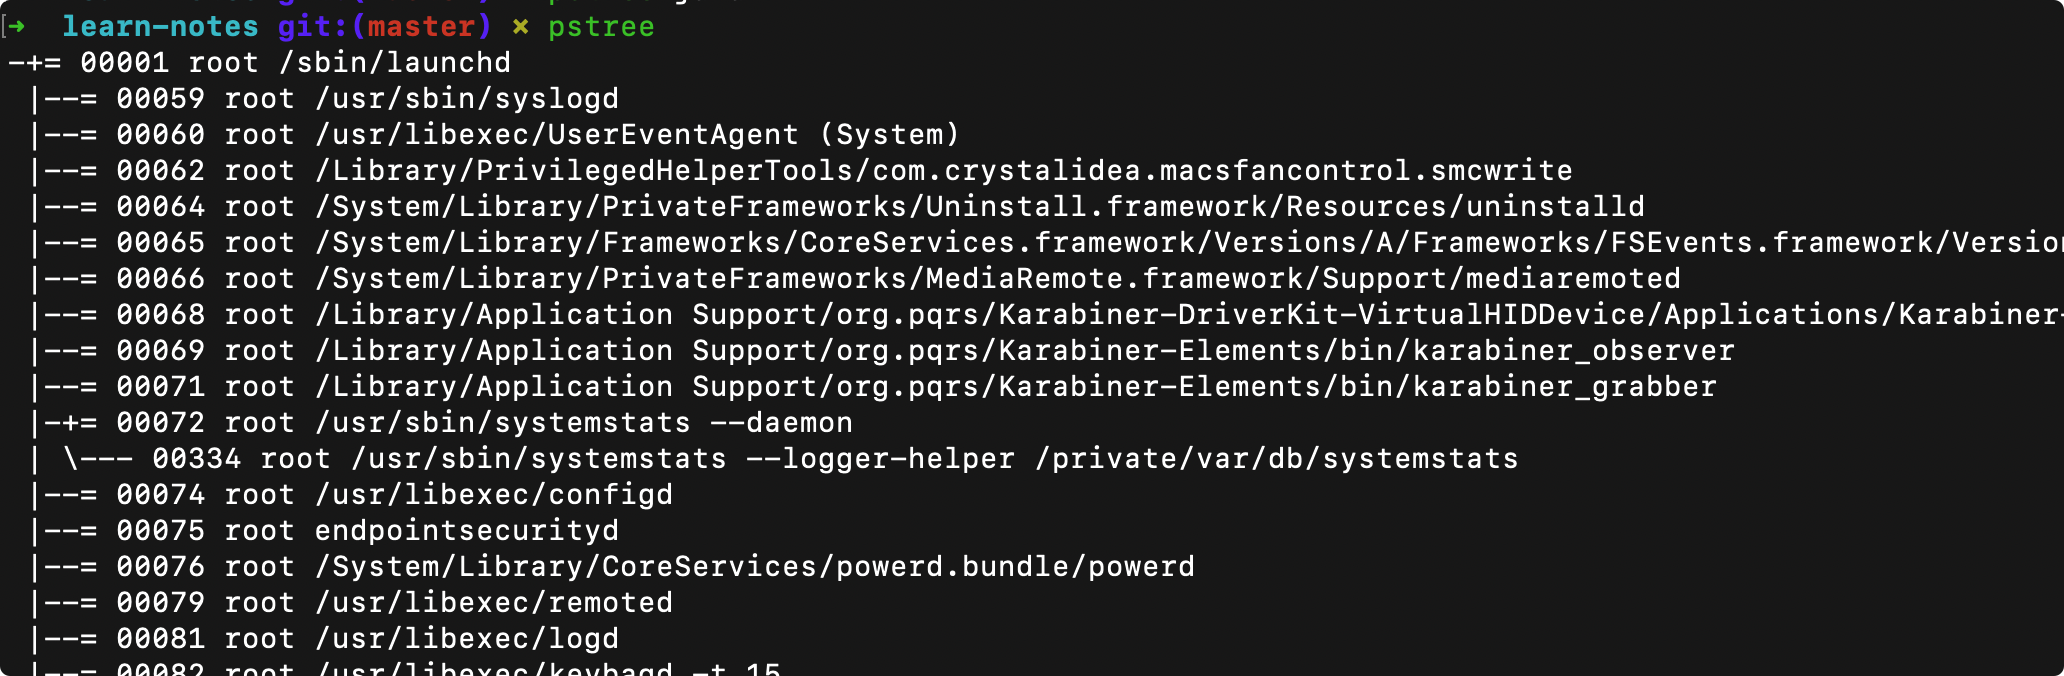 ➜  learn-notes git:(master) ✗ pstree
-+= 00001 root /sbin/launchd
 |--= 00059 root /usr/sbin/syslogd
 |--= 00060 root /usr/libexec/UserEventAgent (System)
 |--= 00062 root /Library/PrivilegedHelperTools/com.crystalidea.macsfancontrol.smcwrite
 |--= 00064 root /System/Library/PrivateFrameworks/Uninstall.framework/Resources/uninstalld
 |--= 00065 root /System/Library/Frameworks/CoreServices.framework/Versions/A/Frameworks/FSEvents.framework/Version
 |--= 00066 root /System/Library/PrivateFrameworks/MediaRemote.framework/Support/mediaremoted
 |--= 00068 root /Library/Application Support/org.pqrs/Karabiner-DriverKit-VirtualHIDDevice/Applications/Karabiner-
 |--= 00069 root /Library/Application Support/org.pqrs/Karabiner-Elements/bin/karabiner_observer
 |--= 00071 root /Library/Application Support/org.pqrs/Karabiner-Elements/bin/karabiner_grabber
 |-+= 00072 root /usr/sbin/systemstats --daemon
 | \--- 00334 root /usr/sbin/systemstats --logger-helper /private/var/db/systemstats
 |--= 00074 root /usr/libexec/configd
 |--= 00075 root endpointsecurityd
 |--= 00076 root /System/Library/CoreServices/powerd.bundle/powerd
 |--= 00079 root /usr/libexec/remoted
 |--= 00081 root /usr/libexec/logd
 |--= 00082 root /usr/libexec/keybagd -t 15